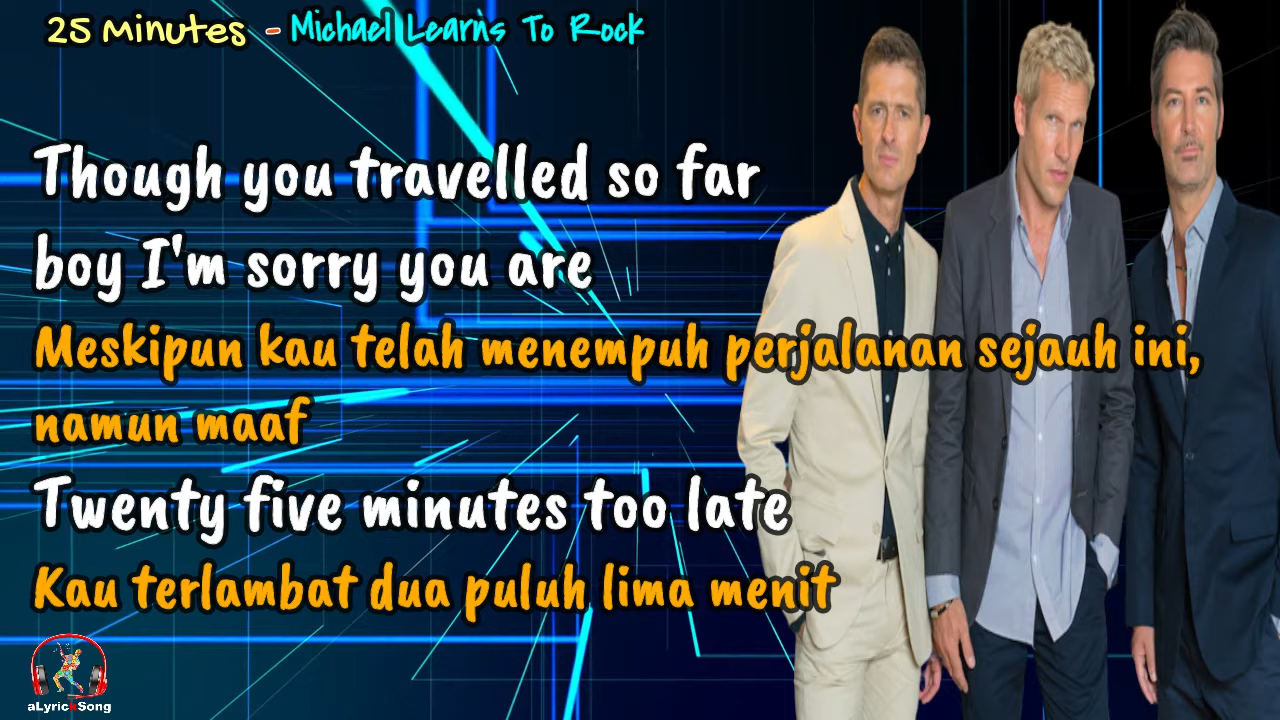 25 Minutes - Michael Learns To Rock
Though you travelled so far
boy I'm sorry you are
Meskipun kau telah menempuh perjalanan sejauh ini,
namun maaf
Twenty five minutes too late
Kau terlambat dua puluh lima menit
aLyrickSong